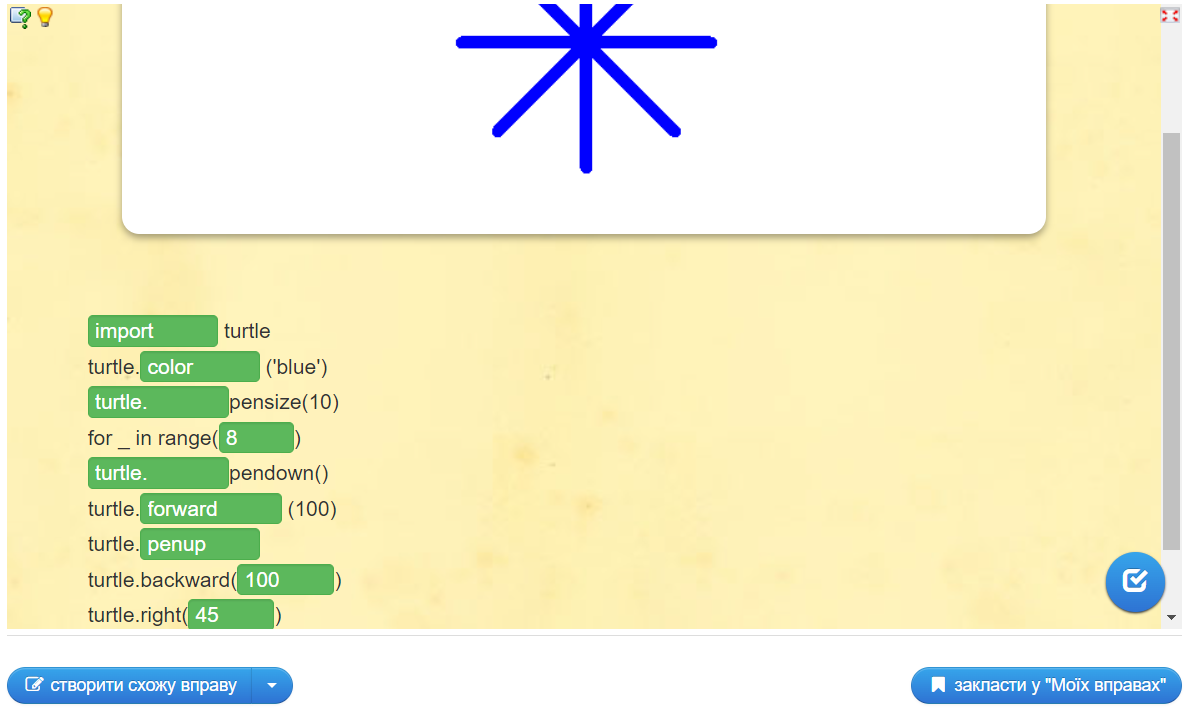 import turtle
turtle.color ('blue')
turtle. pensize(10)
for _ in range(8)
turtle. pendown()
turtle.forward (100)
turtle.penup
turtle.backward(100)
turtle.right(45)
створити схожу вправу
закласти у "Моїх вправах"